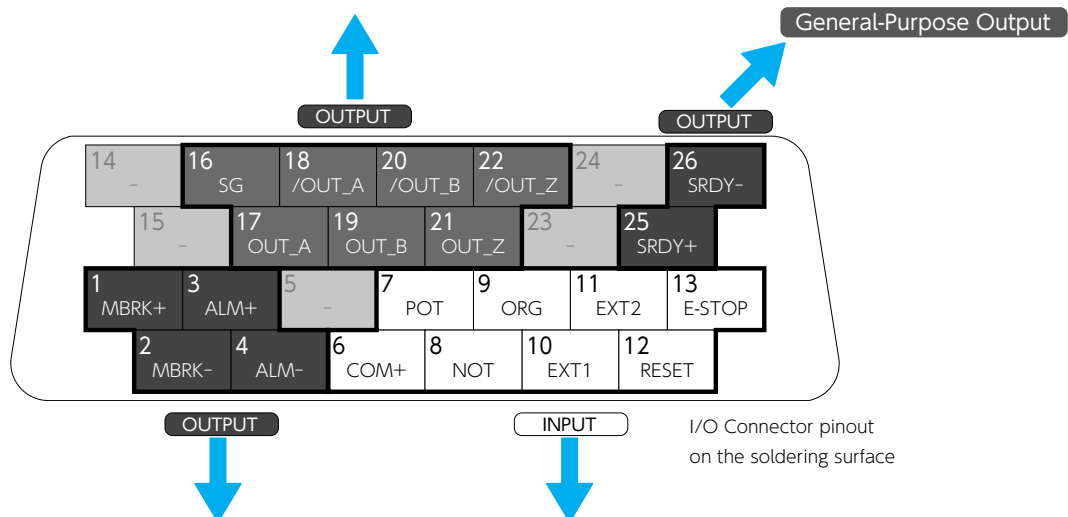 General-Purpose Output
OUTPUT
OUTPUT
14 16 18 20 22 24 26
- SG /OUT_A /OUT_B /OUT_Z - SRDY-
15 17 19 21 23 25
- OUT_A OUT_B OUT_Z - SRDY+
1 3 5 7 9 11 13
MBRK+ ALM+ - POT ORG EXT2 E-STOP
2 4 6 8 10 12
MBRK- ALM- COM+ NOT EXT1 RESET
OUTPUT
INPUT
I/O Connector pinout
on the soldering surface